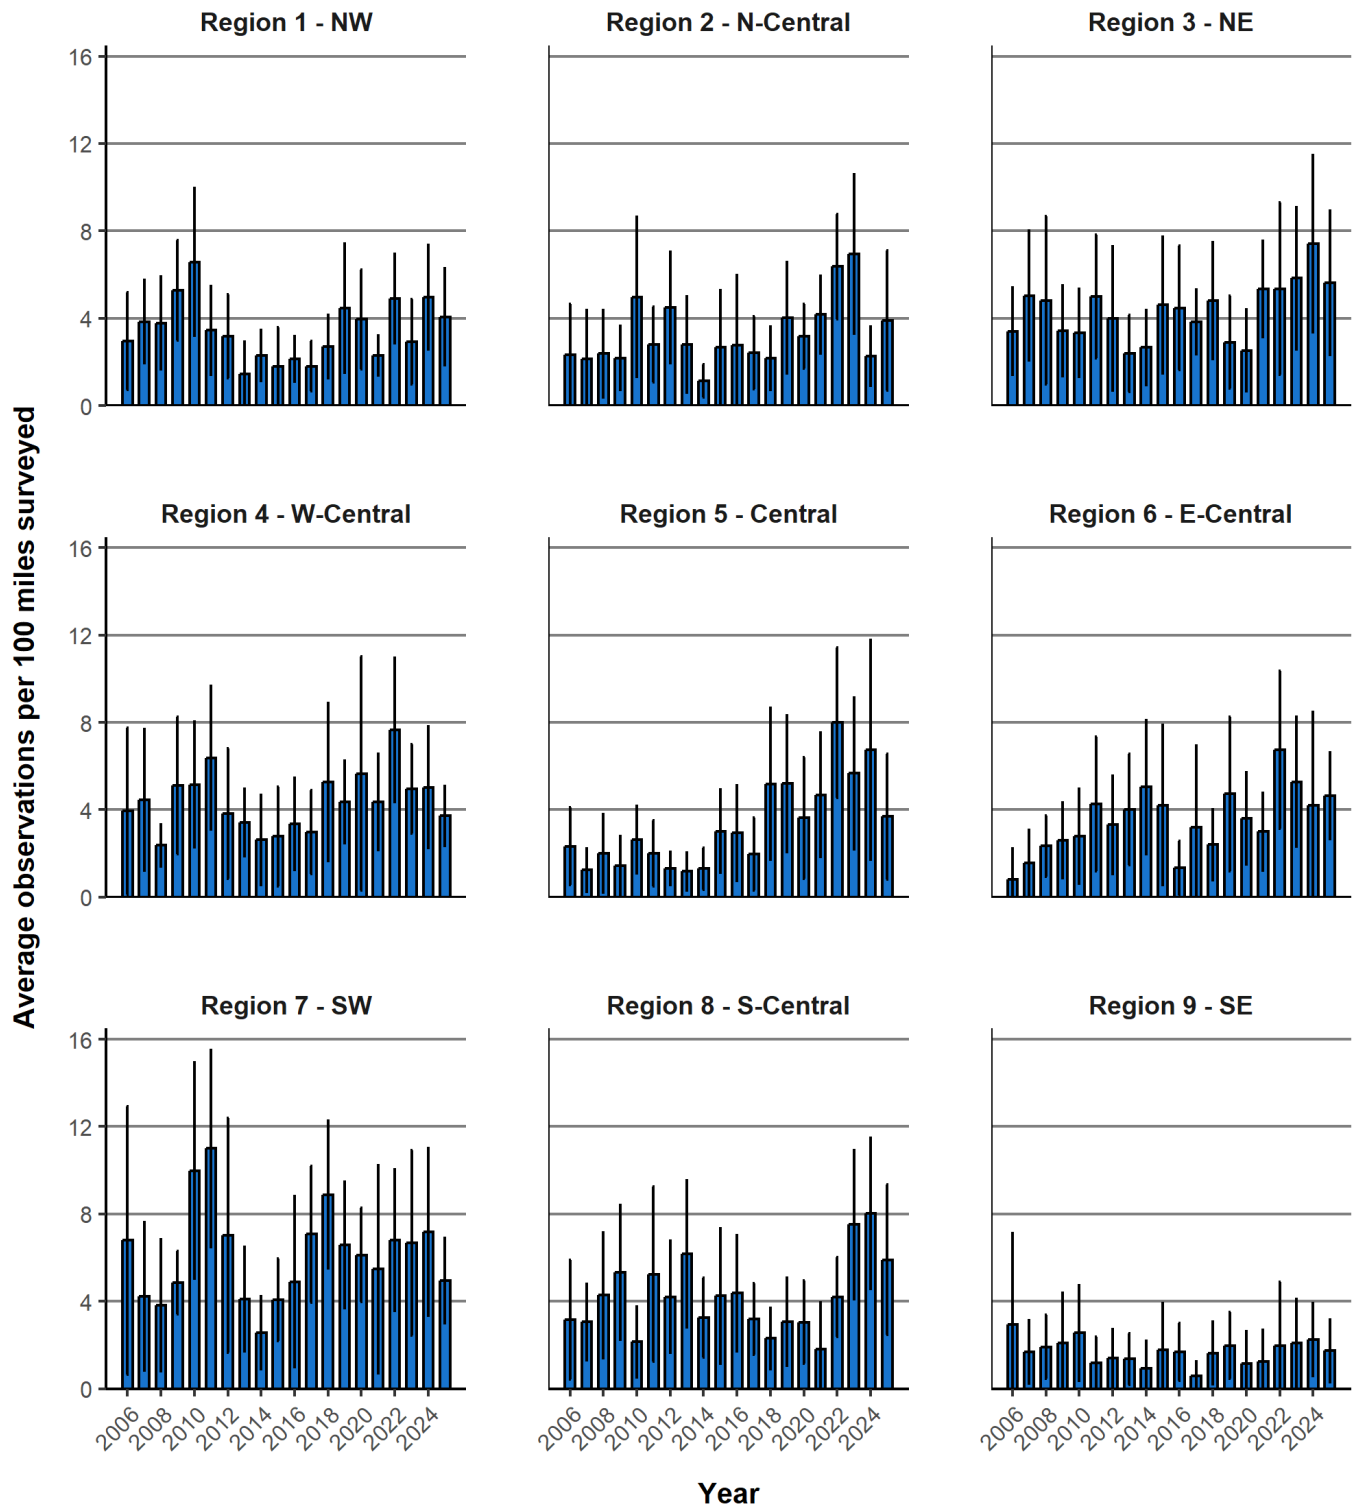 Region 1 - NW
Region 2 - N-Central
Region 3 - NE
16
12
8
4
0
Region 4 - W-Central
Region 5 - Central
Region 6 - E-Central
16
12
8
4
0
Region 7 - SW
Region 8 - S-Central
Region 9 - SE
16
12
8
4
0
2006 2008 2010 2012 2014 2016 2018 2020 2022 2024
2006 2008 2010 2012 2014 2016 2018 2020 2022 2024
2006 2008 2010 2012 2014 2016 2018 2020 2022 2024
Average observations per 100 miles surveyed
Year